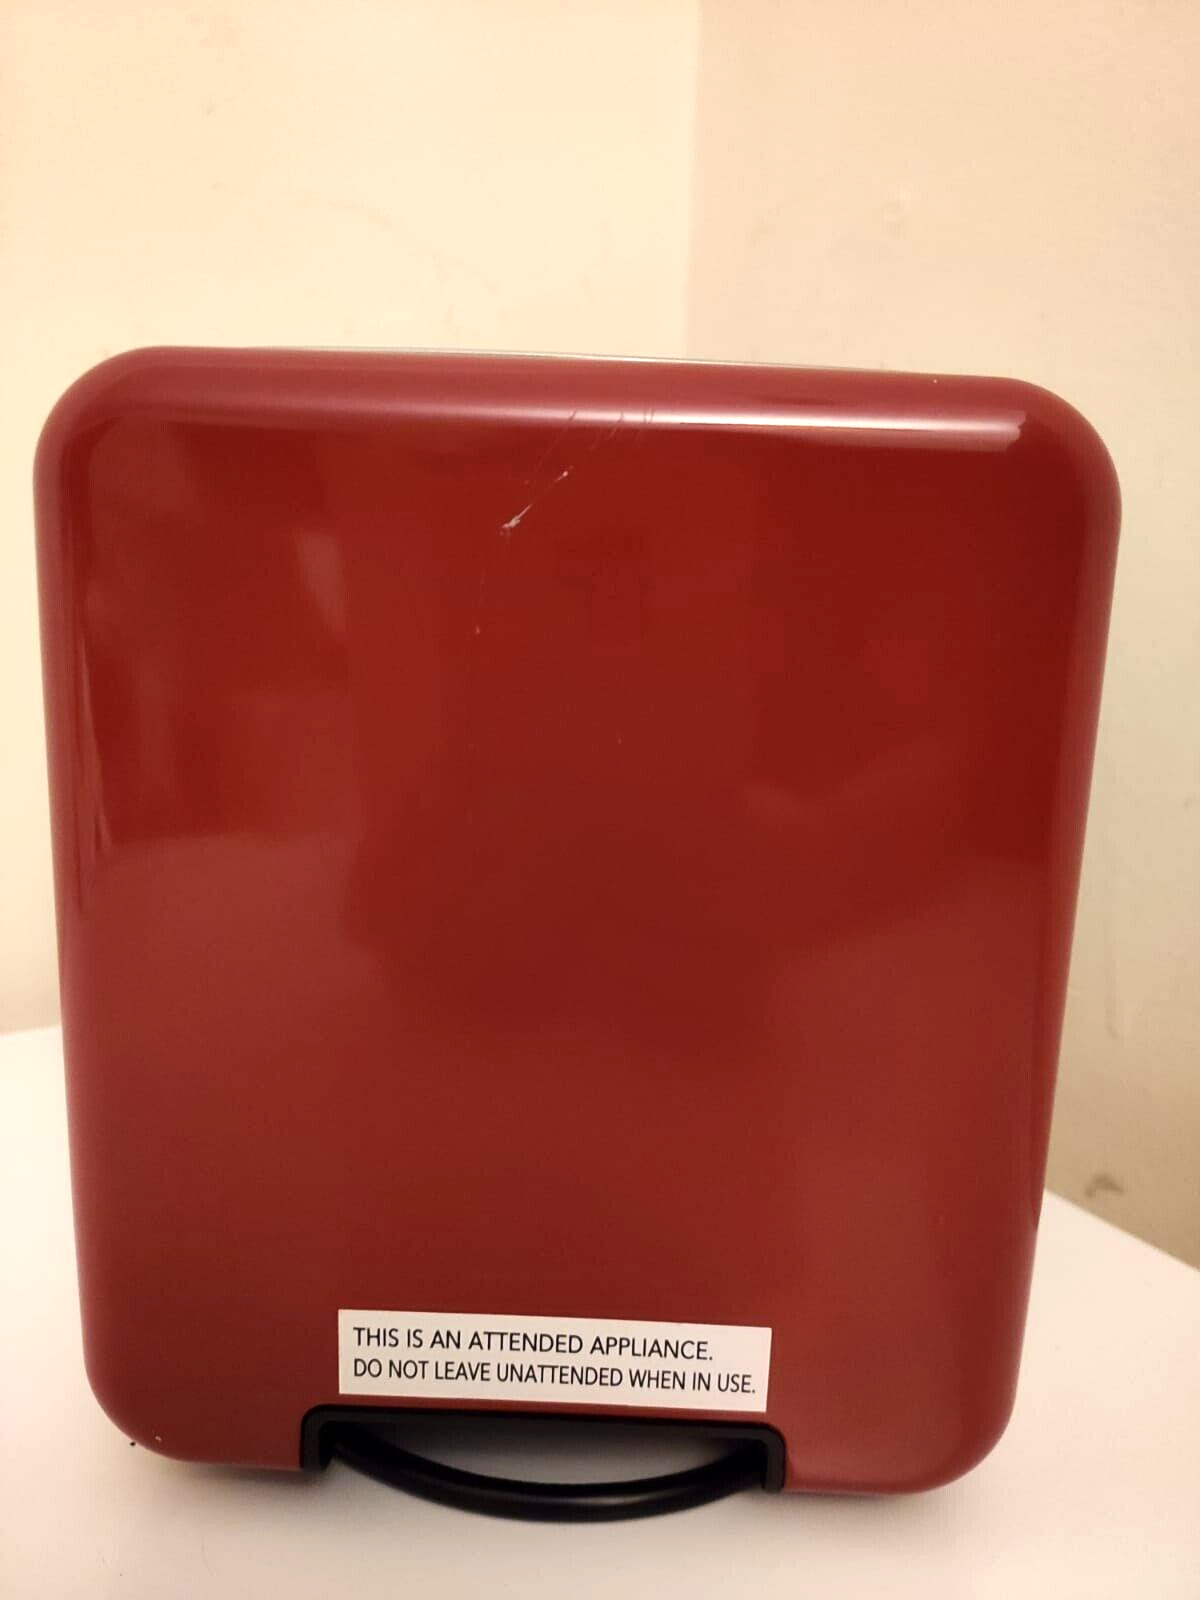 THIS IS AN ATTENDED APPLIANCE.
DO NOT LEAVE UNATTENDED WHEN IN USE.